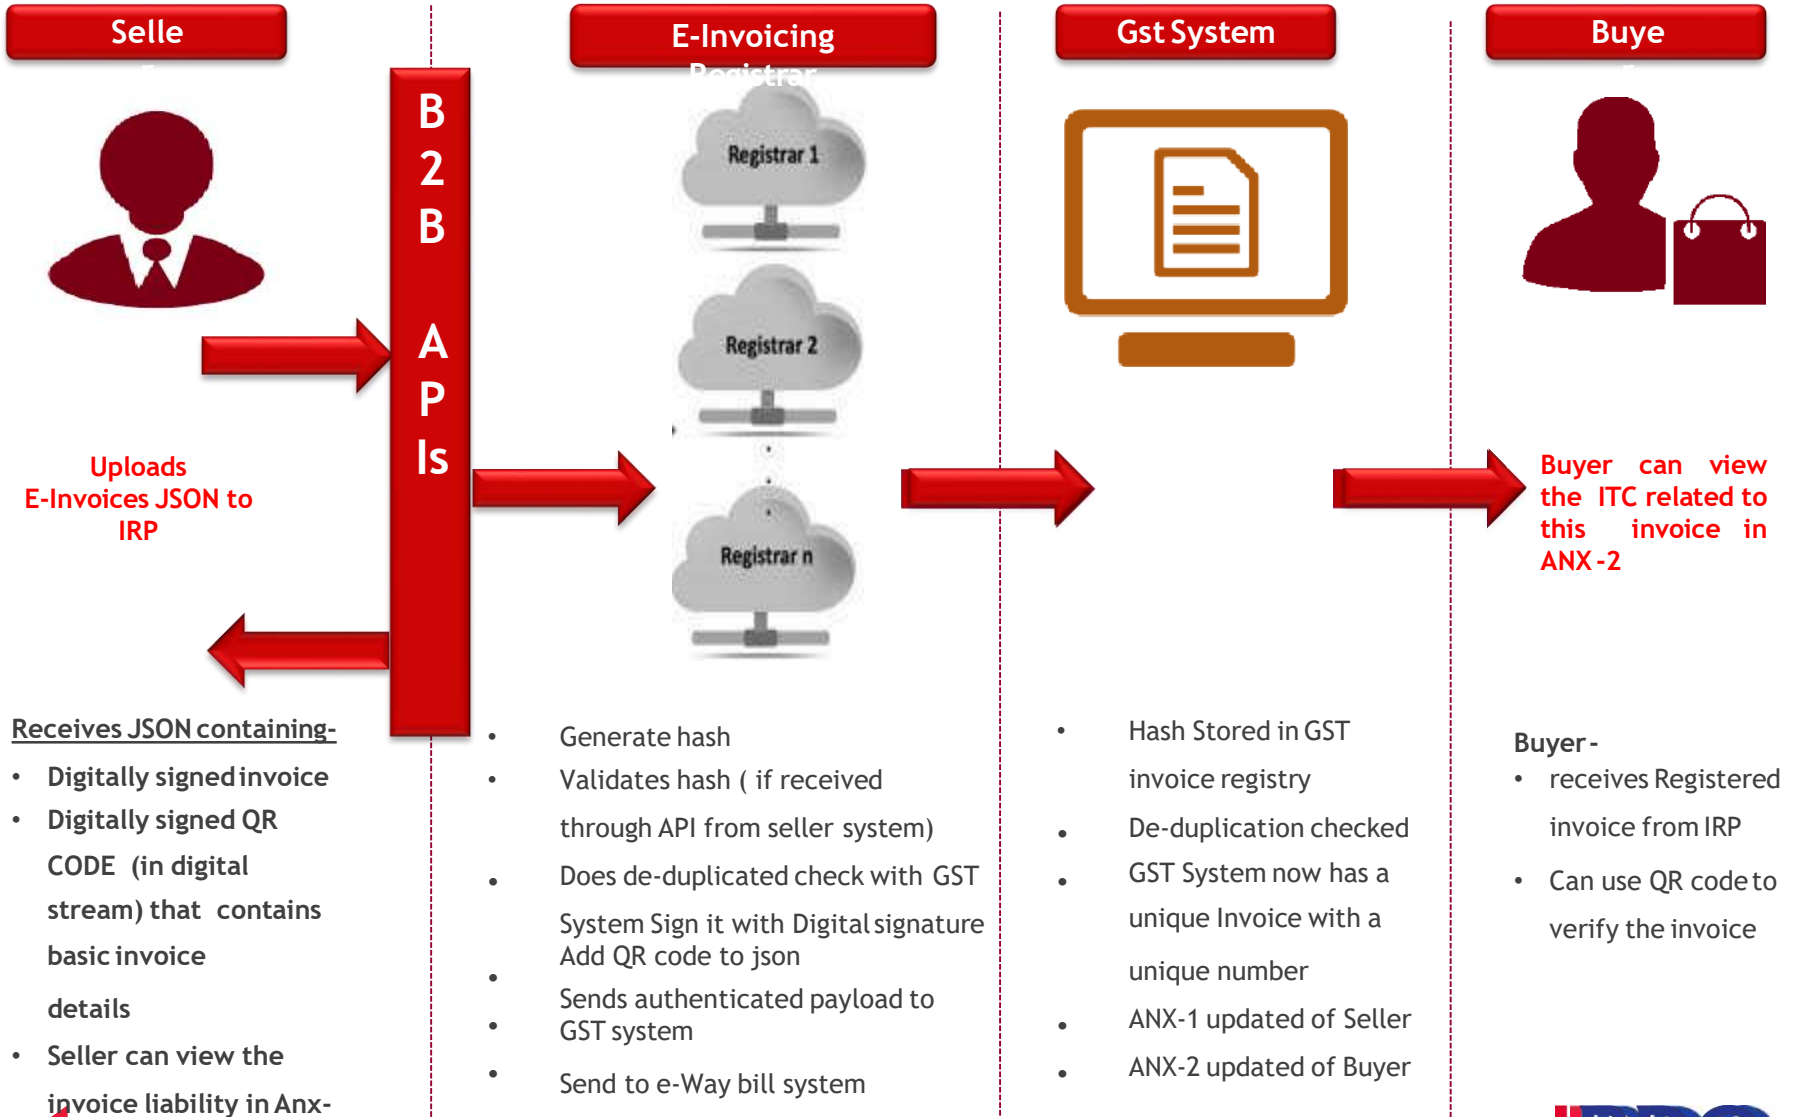 Selle
r
E-Invoicing
Registrar
Gst System
Buye
r
B
2
B
A
P
Is
Registrar 1
Registrar 2
Registrar n
Uploads
E-Invoices JSON to
IRP
Buyer can view
the ITC related to
this invoice in
ANX -2
Receives JSON containing-
• Digitally signed invoice
• Digitally signed QR
CODE (in digital
stream) that contains
basic invoice
details
• Seller can view the
invoice liability in Anx-
• Generate hash
• Validates hash ( if received
through API from seller system)
• Does de-duplicated check with GST
System Sign it with Digital signature
• Add QR code to json
• Sends authenticated payload to
GST system
• Send to e-Way bill system
• Hash Stored in GST
invoice registry
• De-duplication checked
• GST System now has a
unique Invoice with a
unique number
• ANX-1 updated of Seller
• ANX-2 updated of Buyer
Buyer -
• receives Registered
invoice from IRP
• Can use QR code to
verify the invoice